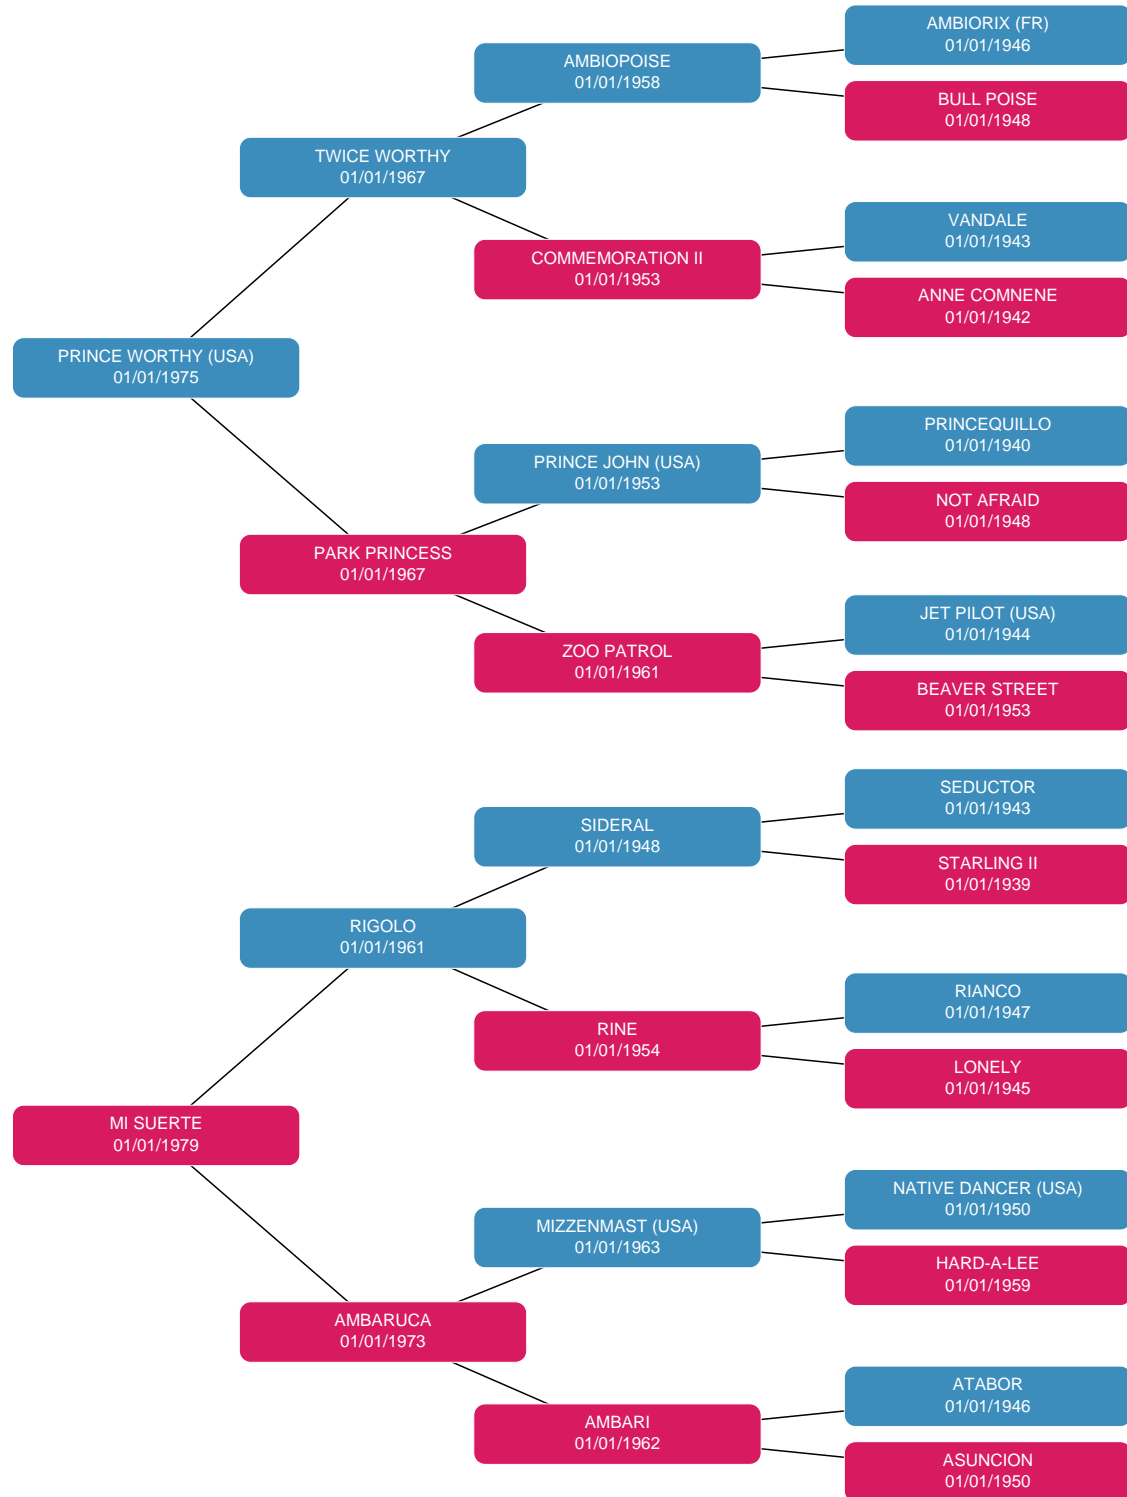 AMBIORIX (FR)
01/01/1946
AMBIOPOISE
01/01/1958
BULL POISE
01/01/1948
TWICE WORTHY
01/01/1967
VANDALE
01/01/1943
COMMEMORATION II
01/01/1953
ANNE COMNENE
01/01/1942
PRINCE WORTHY (USA)
01/01/1975
PRINCEQUILLO
01/01/1940
PRINCE JOHN (USA)
01/01/1953
NOT AFRAID
01/01/1948
PARK PRINCESS
01/01/1967
JET PILOT (USA)
01/01/1944
ZOO PATROL
01/01/1961
BEAVER STREET
01/01/1953
SEDUCTOR
01/01/1943
SIDERAL
01/01/1948
STARLING II
01/01/1939
RIGOLO
01/01/1961
RIANCO
01/01/1947
RINE
01/01/1954
LONELY
01/01/1945
MI SUERTE
01/01/1979
NATIVE DANCER (USA)
01/01/1950
MIZZENMAST (USA)
01/01/1963
HARD-A-LEE
01/01/1959
AMBARUCA
01/01/1973
ATABOR
01/01/1946
AMBARI
01/01/1962
ASUNCION
01/01/1950